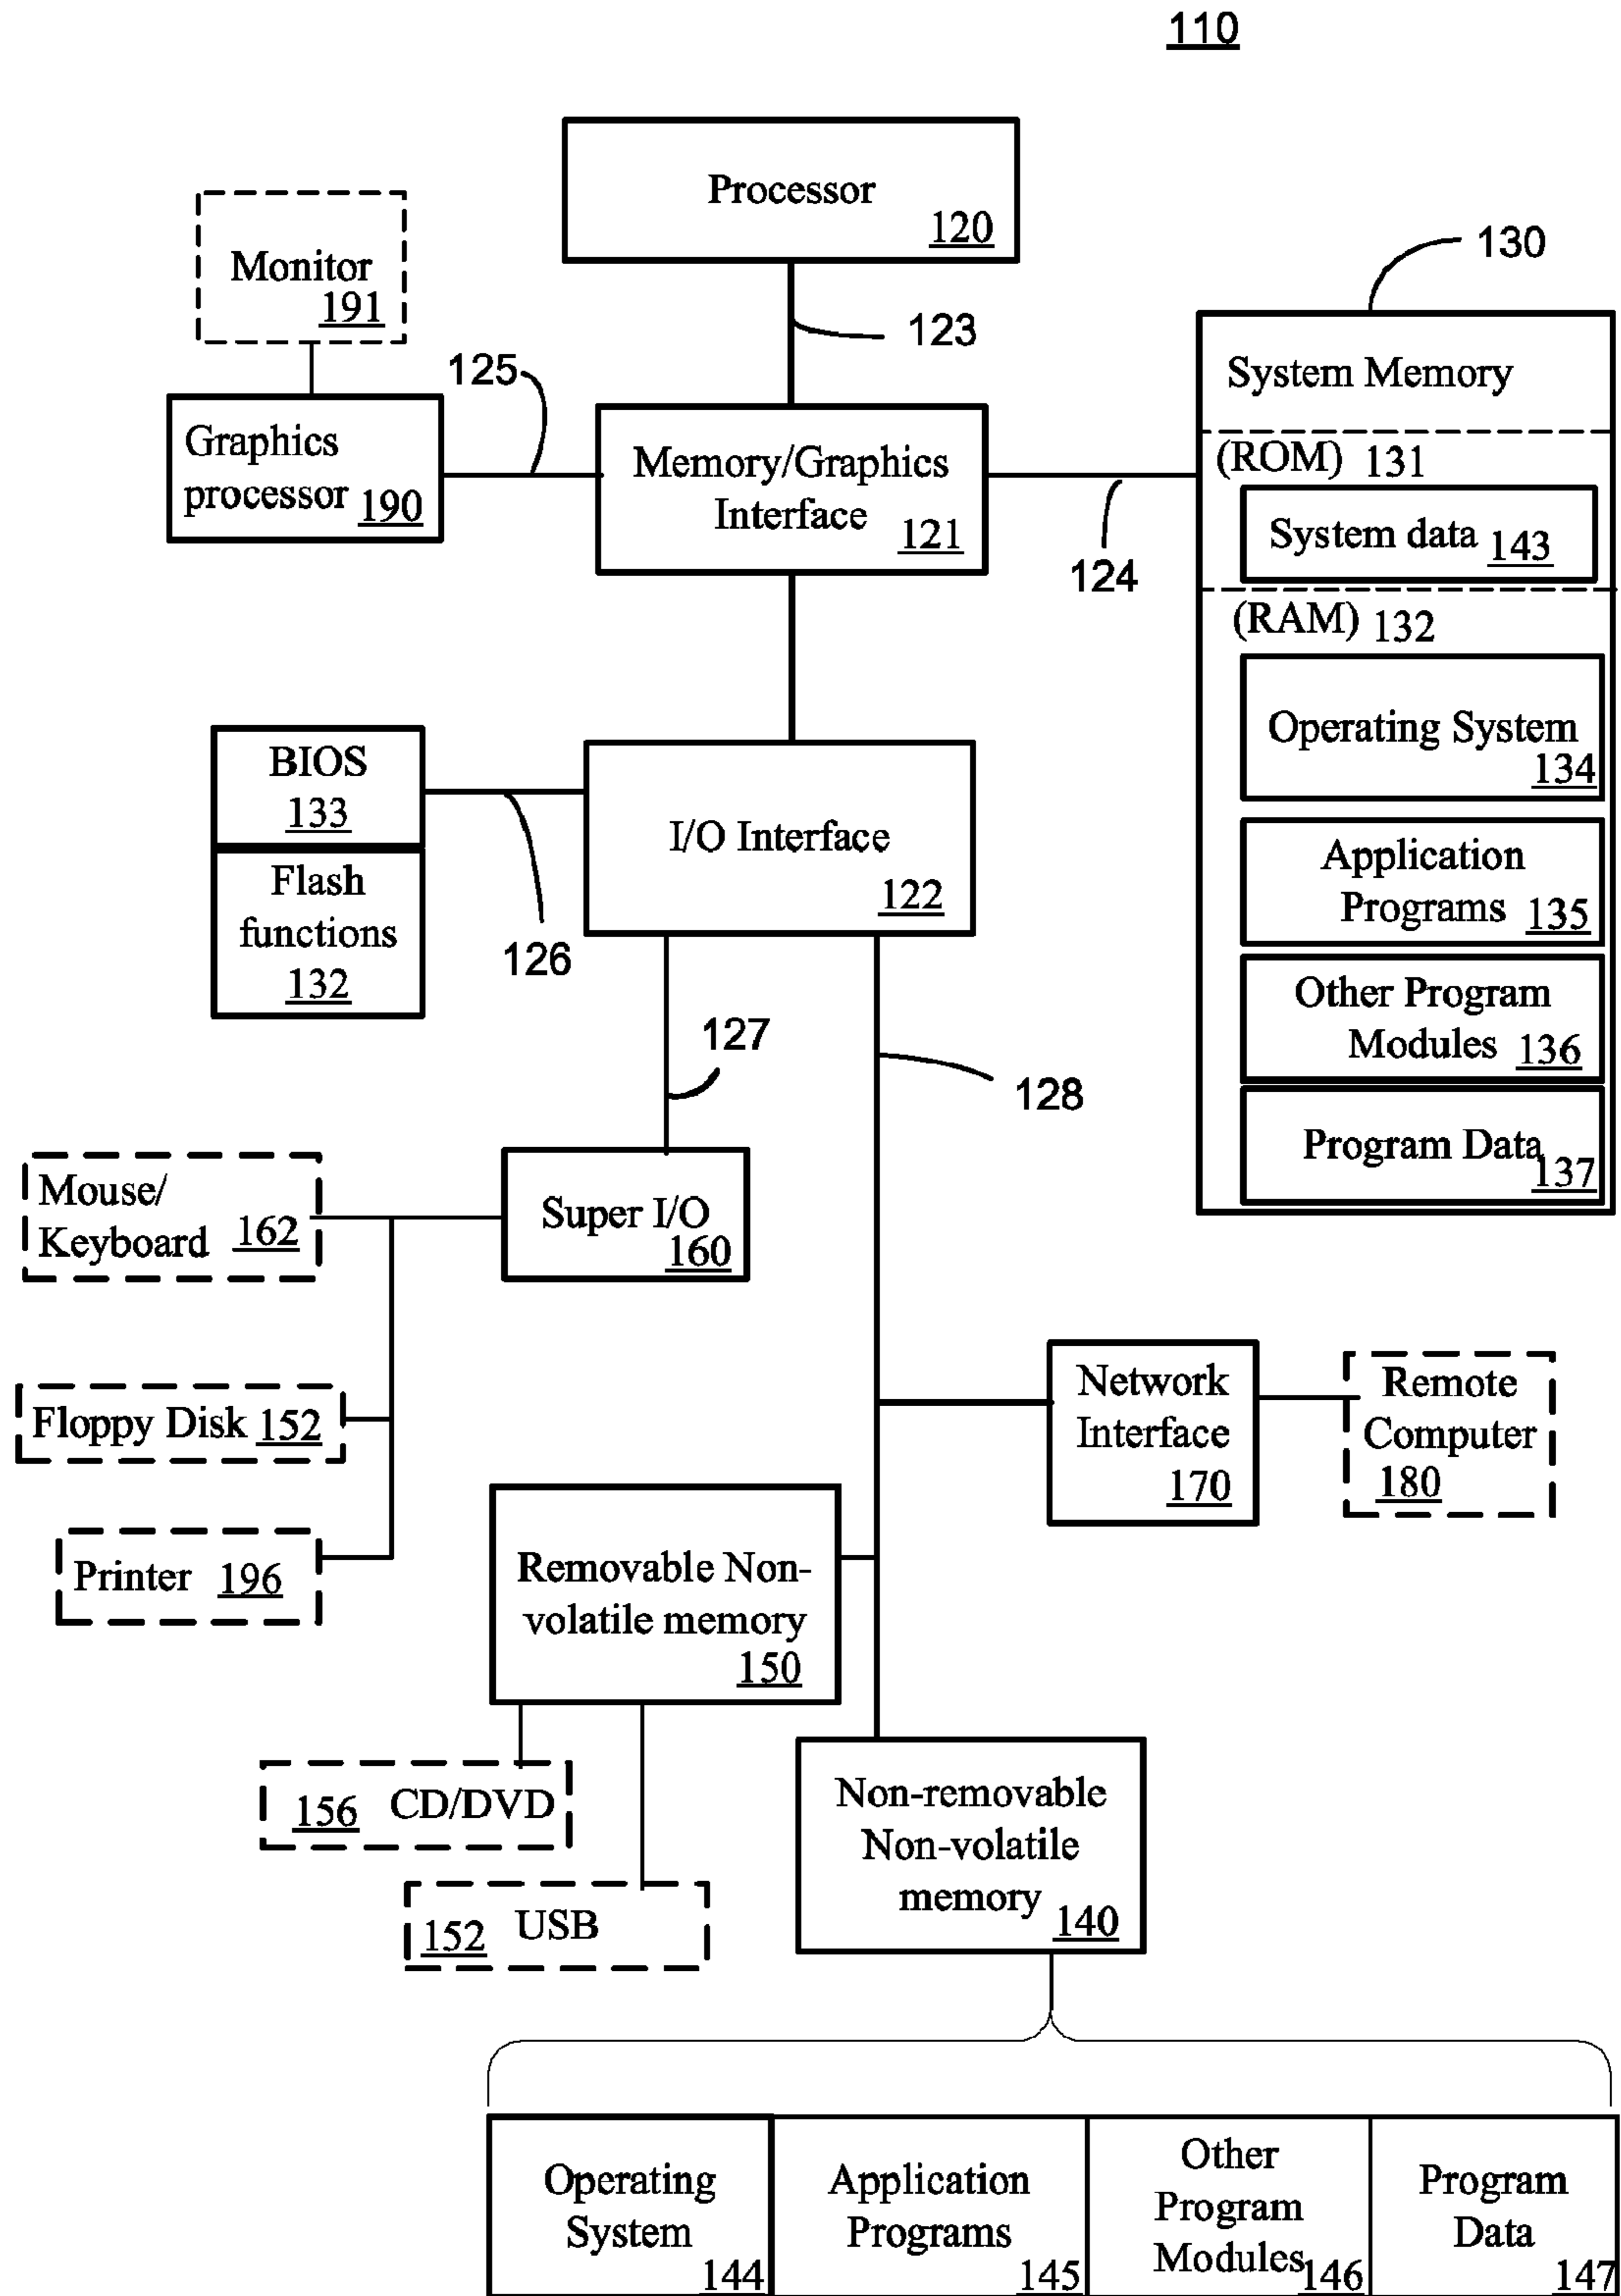 110
Processor
120
Monitor
191
123
130
125
Graphics
processor 190
Memory/Graphics
Interface
121
124
System Memory
(ROM) 131
System data 143
(RAM) 132
Operating System
134
Application
Programs 135
Other Program
Modules 136
Program Data
137
BIOS
133
Flash
functions
132
126
I/O Interface
122
127
128
Mouse/
Keyboard 162
Super I/O
160
Floppy Disk 152
Printer 196
Network
Interface
170
Remote
Computer
180
Removable Non-
volatile memory
150
156 CD/DVD
152 USB
Non-removable
Non-volatile
memory 140
Operating
System
144
Application
Programs
145
Other
Program
Modules 146
Program
Data
147